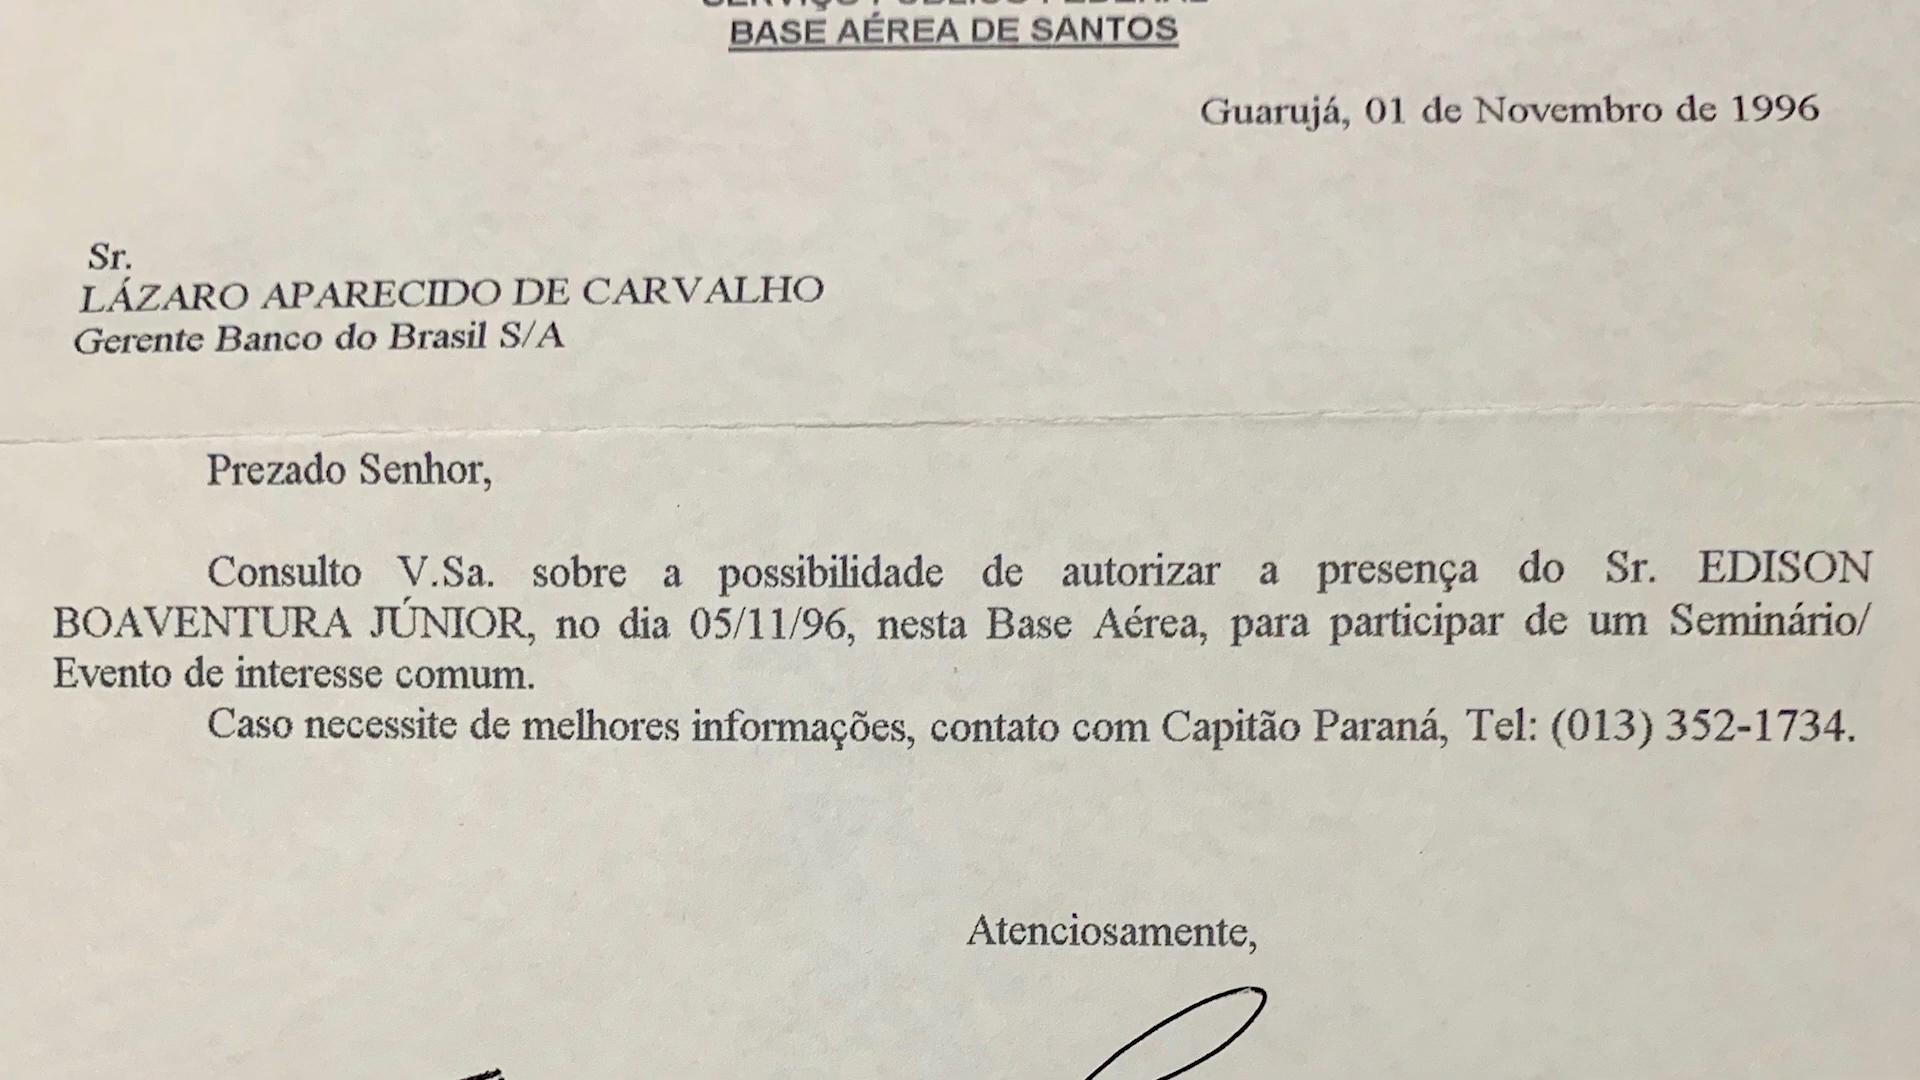 SERVIÇO PÚBLICO FEDERAL
BASE AÉREA DE SANTOS
Guarujá, 01 de Novembro de 1996
Sr.
LÁZARO APARECIDO DE CARVALHO
Gerente Banco do Brasil S/A
Prezado Senhor,
Consulto V.Sa. sobre a possibilidade de autorizar a presença do Sr. EDISON
BOAVENTURA JÚNIOR, no dia 05/11/96, nesta Base Aérea, para participar de um Seminário/
Evento de interesse comum.
Caso necessite de melhores informações, contato com Capitão Paraná, Tel: (013) 352-1734.
Atenciosamente,